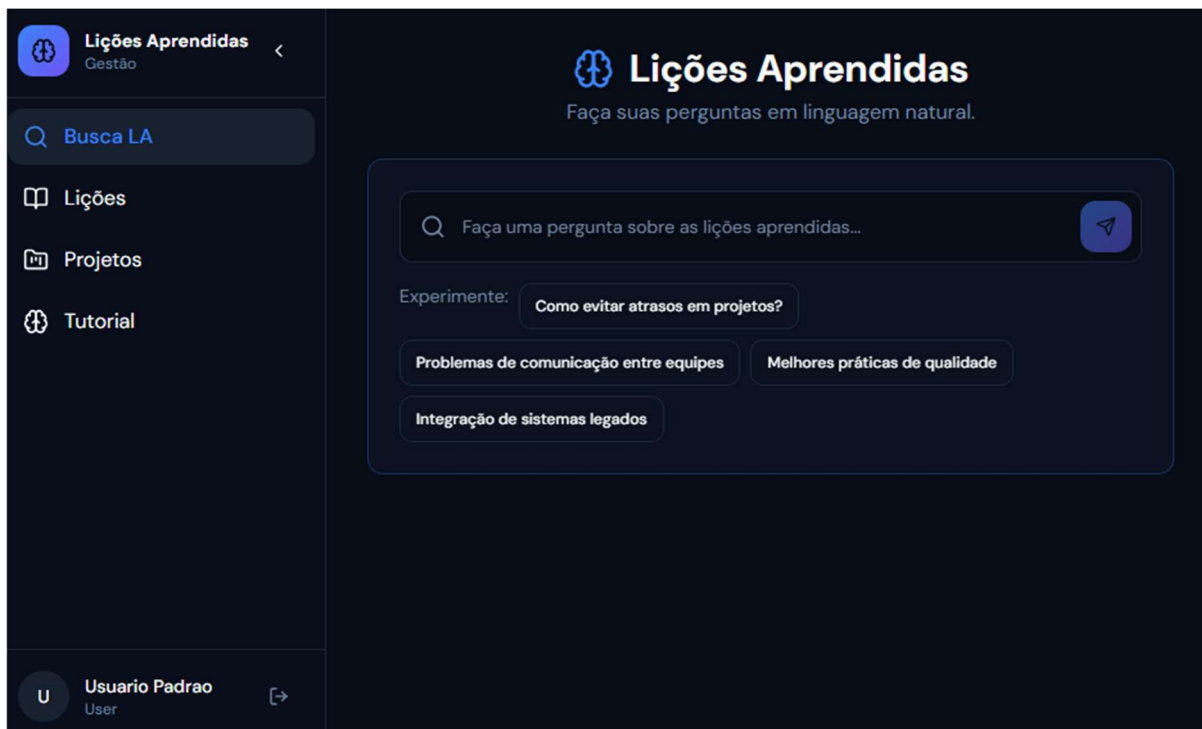 Lições Aprendidas
Gestão
Busca LA
Lições
Projetos
Tutorial
Usuario Padrao
User
U
Lições Aprendidas
Faça suas perguntas em linguagem natural.
Faça uma pergunta sobre as lições aprendidas...
Experimente:
Como evitar atrasos em projetos?
Problemas de comunicação entre equipes
Melhores práticas de qualidade
Integração de sistemas legados